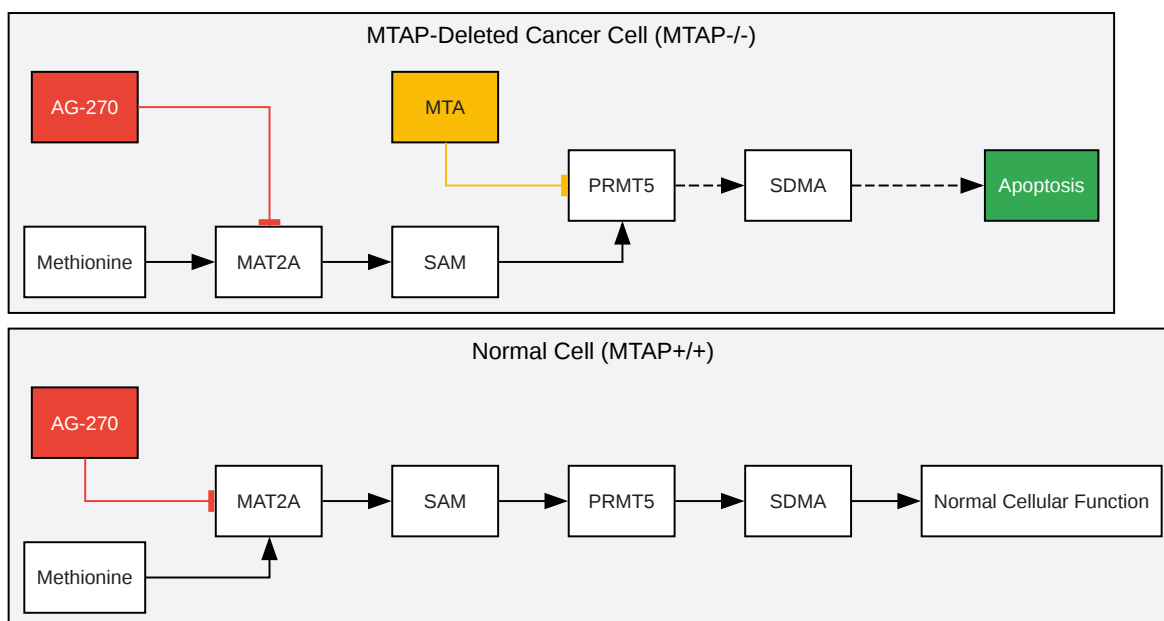 MTAP-Deleted Cancer Cell (MTAP-/-)
AG-270
MTA
PRMT5
SDMA
Apoptosis
Methionine
MAT2A
SAM
Normal Cell (MTAP+/+)
AG-270
MAT2A
SAM
PRMT5
SDMA
Normal Cellular Function
Methionine